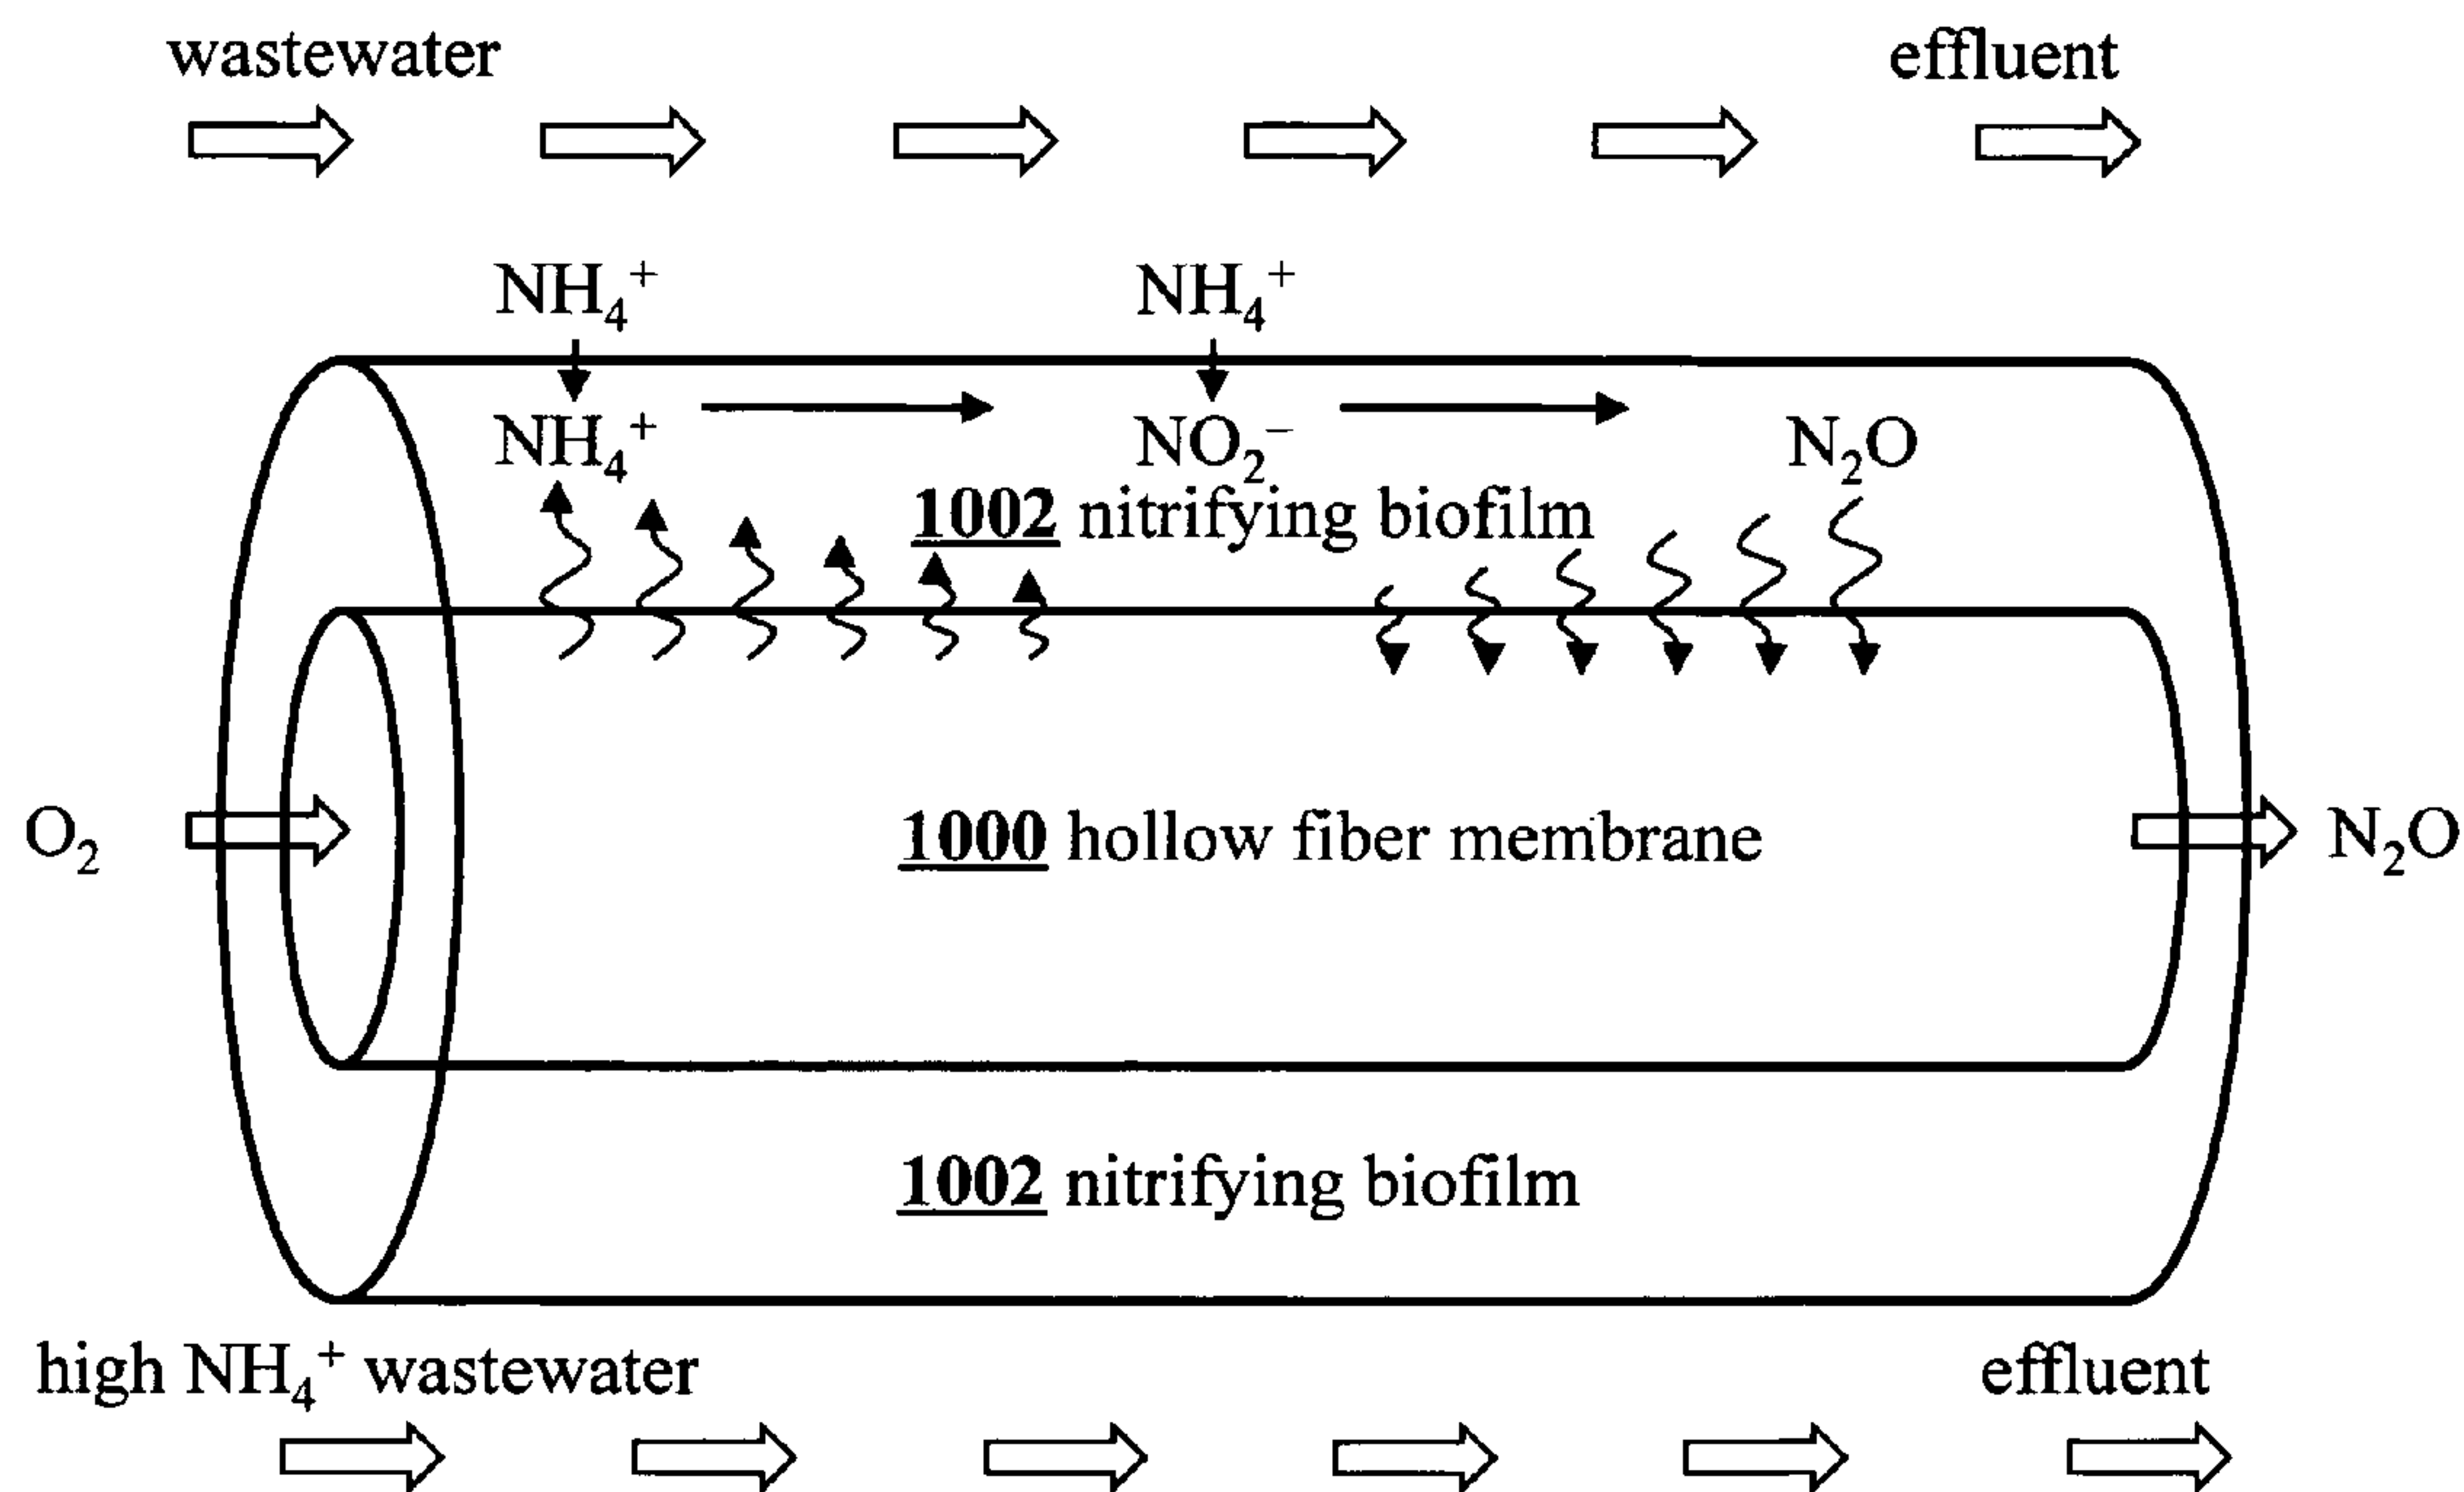 wastewater effluent
NH₄⁺ NH₄⁺
NH₄⁺ NO₂⁻ N₂O
1002 nitrifying biofilm
O₂ 1000 hollow fiber membrane N₂O
1002 nitrifying biofilm
high NH₄⁺ wastewater effluent